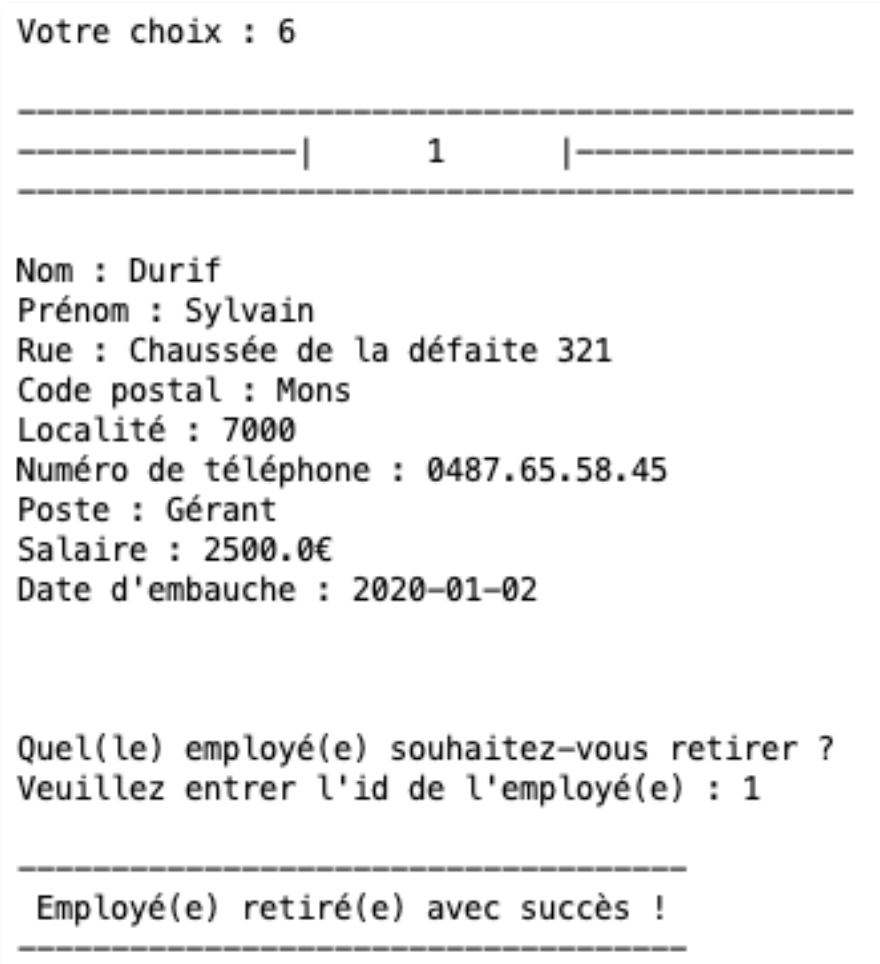 Votre choix : 6
---------------------------------------------
---------------|      1      |---------------
---------------------------------------------
Nom : Durif
Prénom : Sylvain
Rue : Chaussée de la défaite 321
Code postal : Mons
Localité : 7000
Numéro de téléphone : 0487.65.58.45
Poste : Gérant
Salaire : 2500.0€
Date d'embauche : 2020-01-02
Quel(le) employé(e) souhaitez-vous retirer ?
Veuillez entrer l'id de l'employé(e) : 1
------------------------------------
 Employé(e) retiré(e) avec succès !
------------------------------------